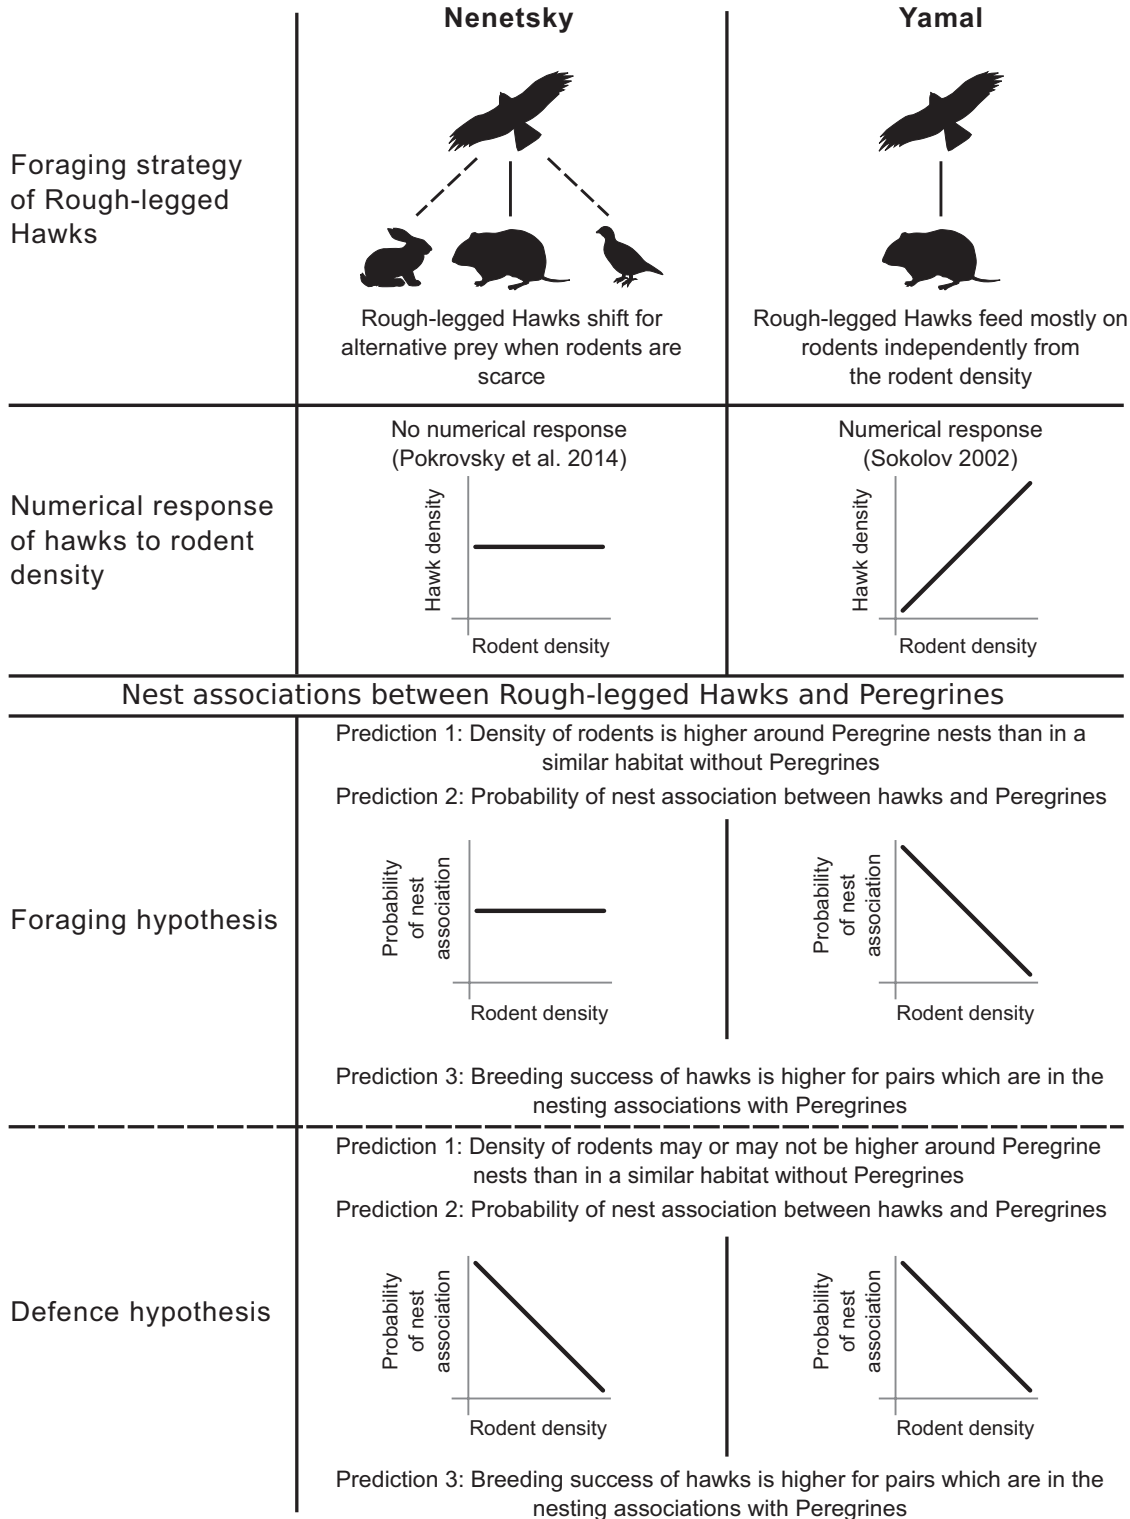 Nenetsky
Yamal
Foraging strategy
of Rough-legged
Hawks
Rough-legged Hawks shift for
alternative prey when rodents are
scarce
Rough-legged Hawks feed mostly on
rodents independently from
the rodent density
Numerical response
of hawks to rodent
density
No numerical response
(Pokrovsky et al. 2014)
Hawk density
Rodent density
Numerical response
(Sokolov 2002)
Hawk density
Rodent density
Nest associations between Rough-legged Hawks and Peregrines
Foraging hypothesis
Prediction 1: Density of rodents is higher around Peregrine nests than in a
similar habitat without Peregrines
Prediction 2: Probability of nest association between hawks and Peregrines
Probability
of nest
association
Rodent density
Probability
of nest
association
Rodent density
Prediction 3: Breeding success of hawks is higher for pairs which are in the
nesting associations with Peregrines
Defence hypothesis
Prediction 1: Density of rodents may or may not be higher around Peregrine
nests than in a similar habitat without Peregrines
Prediction 2: Probability of nest association between hawks and Peregrines
Probability
of nest
association
Rodent density
Probability
of nest
association
Rodent density
Prediction 3: Breeding success of hawks is higher for pairs which are in the
nesting associations with Peregrines